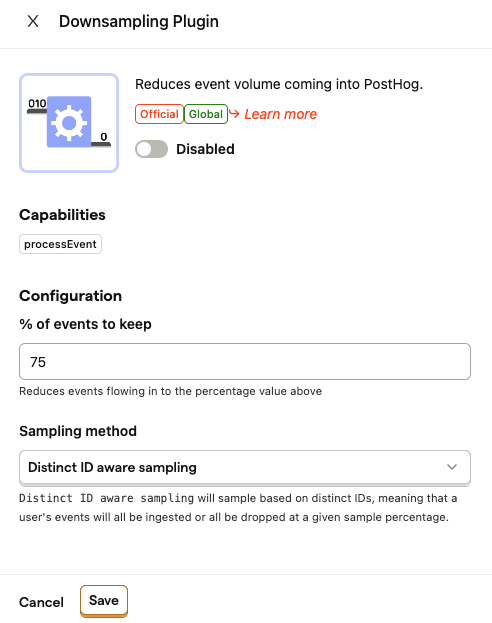 Downsampling Plugin
010
0
Reduces event volume coming into PostHog.
Official Global Learn more
Disabled
Capabilities
processEvent
Configuration
% of events to keep
75
Reduces events flowing in to the percentage value above
Sampling method
Distinct ID aware sampling
Distinct ID aware sampling will sample based on distinct IDs, meaning that a
user's events will all be ingested or all be dropped at a given sample percentage.
Cancel Save